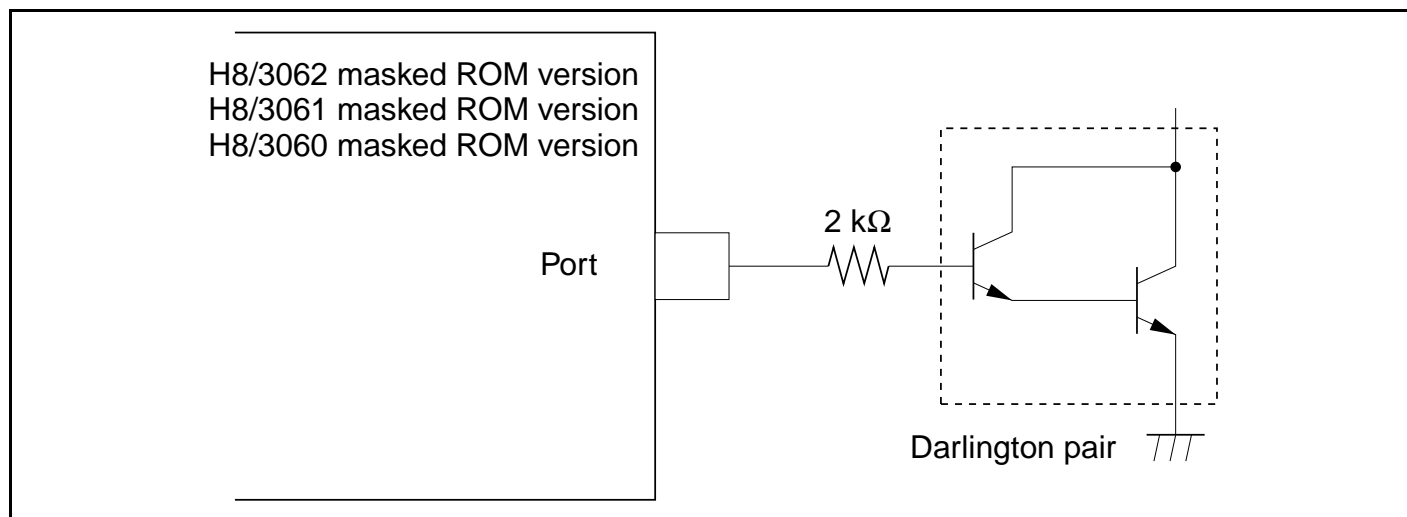 H8/3062 masked ROM version
H8/3061 masked ROM version
H8/3060 masked ROM version
2 kΩ
Port
Darlington pair